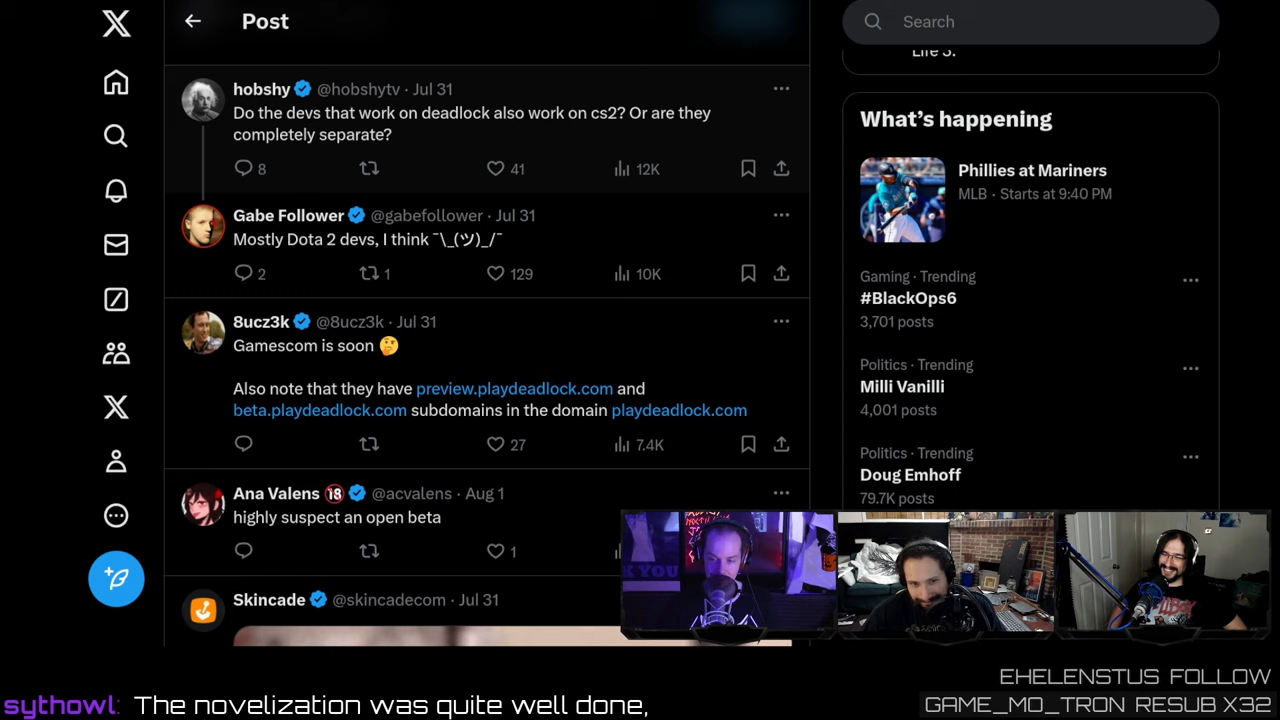 Post
Search
Life 3.
hobshy @hobshytv · Jul 31
Do the devs that work on deadlock also work on cs2? Or are they
completely separate?
8 41 12K
Gabe Follower @gabefollower · Jul 31
Mostly Dota 2 devs, I think ¯\_(ツ)_/¯
2 1 129 10K
8ucz3k @8ucz3k · Jul 31
Gamescom is soon 🤔
Also note that they have preview.playdeadlock.com and
beta.playdeadlock.com subdomains in the domain playdeadlock.com
27 7.4K
Ana Valens 🔞 @acvalens · Aug 1
highly suspect an open beta
1
Skincade @skincadecom · Jul 31
What's happening
Phillies at Mariners
MLB · Starts at 9:40 PM
Gaming · Trending
#BlackOps6
3,701 posts
Politics · Trending
Milli Vanilli
4,001 posts
Politics · Trending
Doug Emhoff
79.7K posts
EHELENSTUS FOLLOW
GAME_MO_TRON RESUB X32
sythowl: The novelization was quite well done,